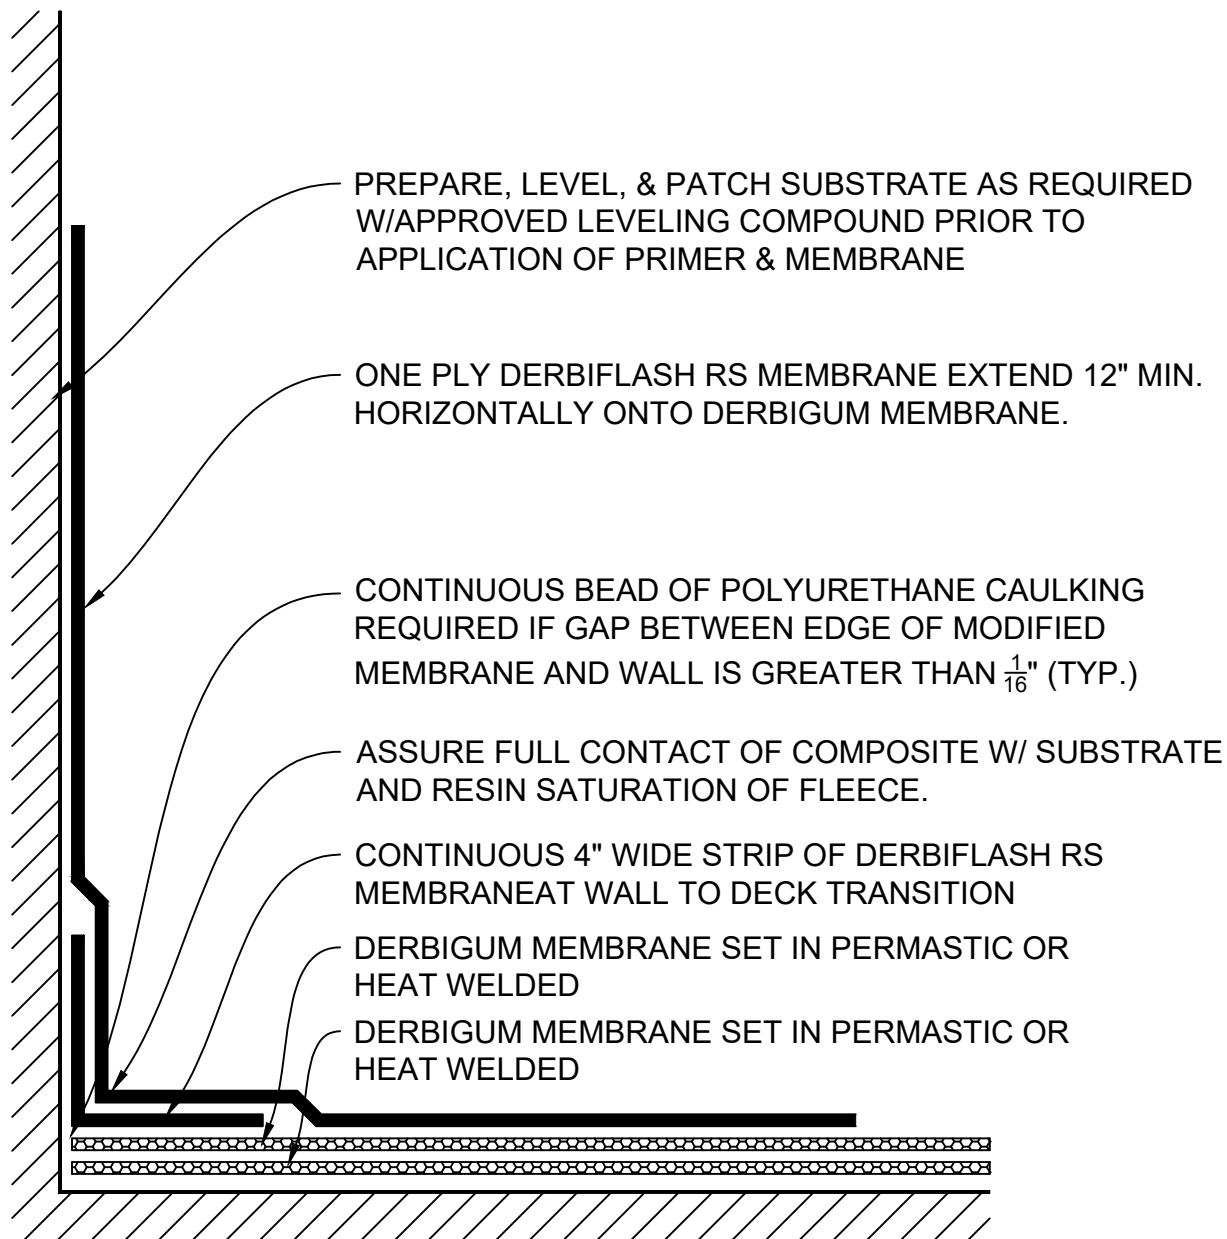 PREPARE, LEVEL, & PATCH SUBSTRATE AS REQUIRED
W/APPROVED LEVELING COMPOUND PRIOR TO
APPLICATION OF PRIMER & MEMBRANE
ONE PLY DERBIFLASH RS MEMBRANE EXTEND 12" MIN.
HORIZONTALLY ONTO DERBIGUM MEMBRANE.
CONTINUOUS BEAD OF POLYURETHANE CAULKING
REQUIRED IF GAP BETWEEN EDGE OF MODIFIED
MEMBRANE AND WALL IS GREATER THAN 1/16" (TYP.)
ASSURE FULL CONTACT OF COMPOSITE W/ SUBSTRATE
AND RESIN SATURATION OF FLEECE.
CONTINUOUS 4" WIDE STRIP OF DERBIFLASH RS
MEMBRANEAT WALL TO DECK TRANSITION
DERBIGUM MEMBRANE SET IN PERMASTIC OR
HEAT WELDED
DERBIGUM MEMBRANE SET IN PERMASTIC OR
HEAT WELDED